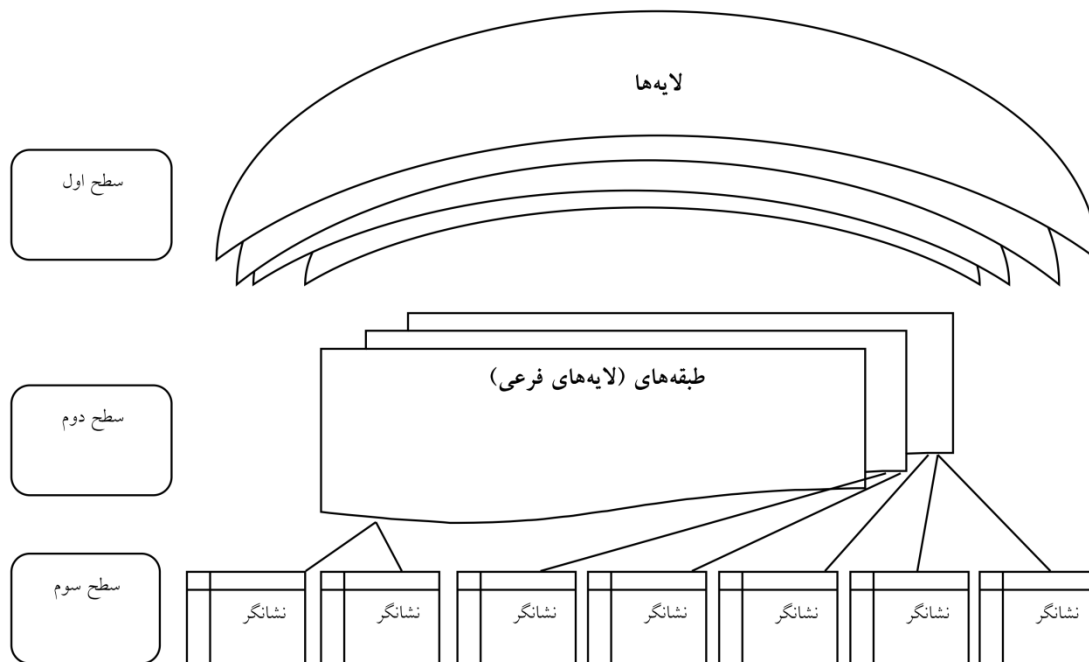 لایه‌ها
سطح اول
طبقه‌های (لایه‌های فرعی)
سطح دوم
سطح سوم
نشانگر
نشانگر
نشانگر
نشانگر
نشانگر
نشانگر
نشانگر